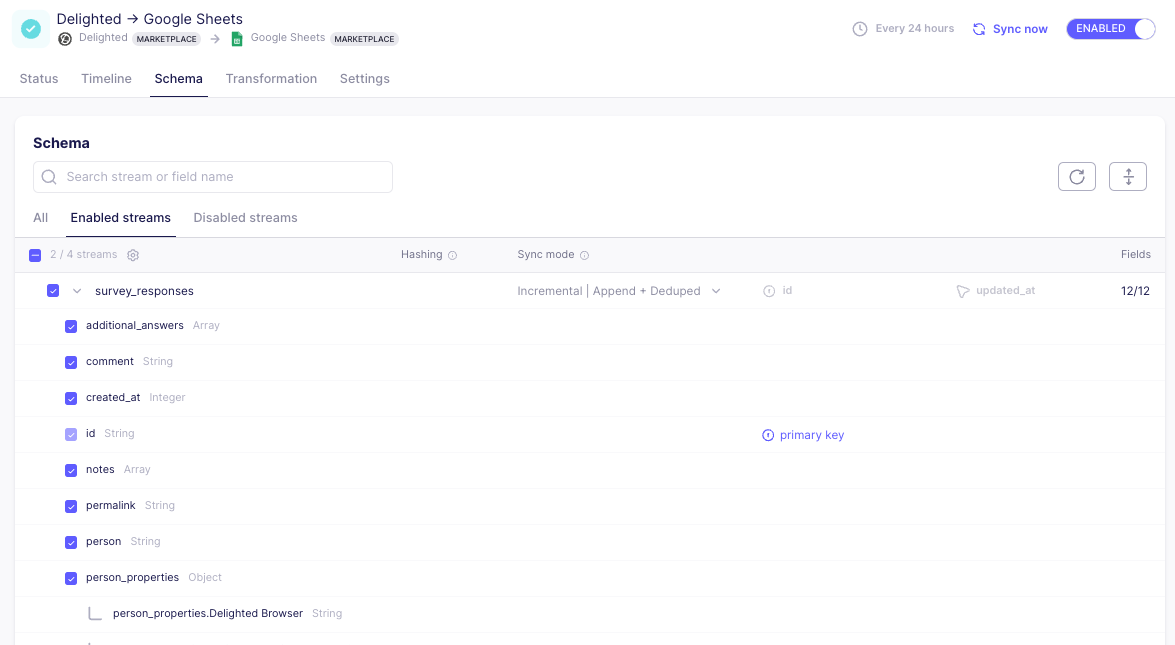 Delighted → Google Sheets
Delighted MARKETPLACE → Google Sheets MARKETPLACE
Every 24 hours Sync now ENABLED
Status Timeline Schema Transformation Settings
Schema
Search stream or field name
All Enabled streams Disabled streams
2 / 4 streams Hashing Sync mode Fields
survey_responses Incremental | Append + Deduped id updated_at 12/12
additional_answers Array
comment String
created_at Integer
id String primary key
notes Array
permalink String
person String
person_properties Object
person_properties.Delighted Browser String